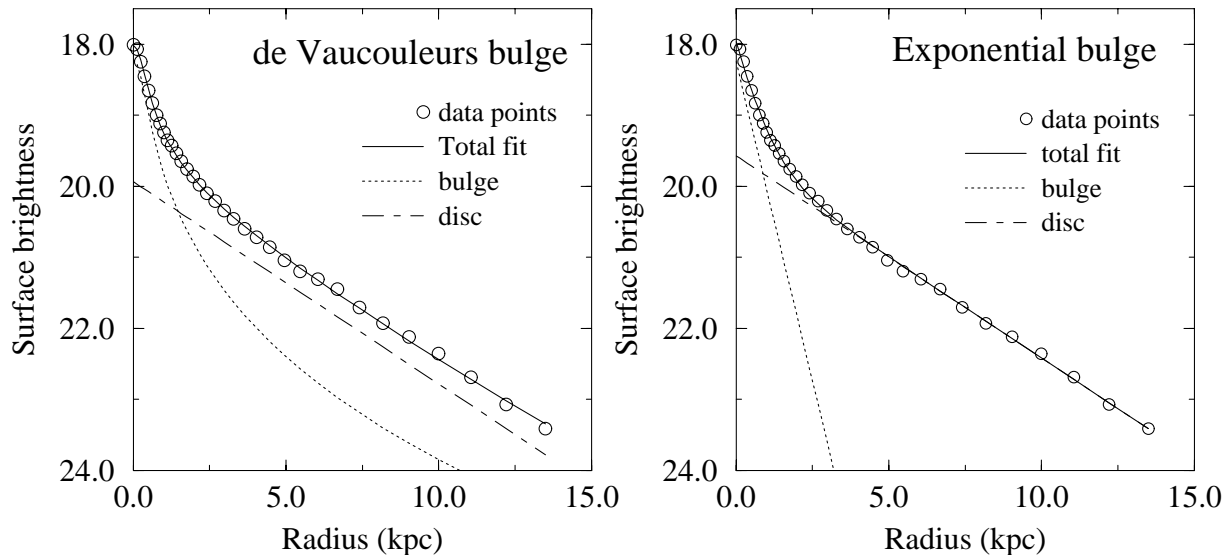 de Vaucouleurs bulge
data points
Total fit
bulge
disc
18.0
20.0
22.0
24.0
Surface brightness
0.0
5.0
10.0
15.0
Radius (kpc)
Exponential bulge
data points
total fit
bulge
disc
18.0
20.0
22.0
24.0
Surface brightness
0.0
5.0
10.0
15.0
Radius (kpc)